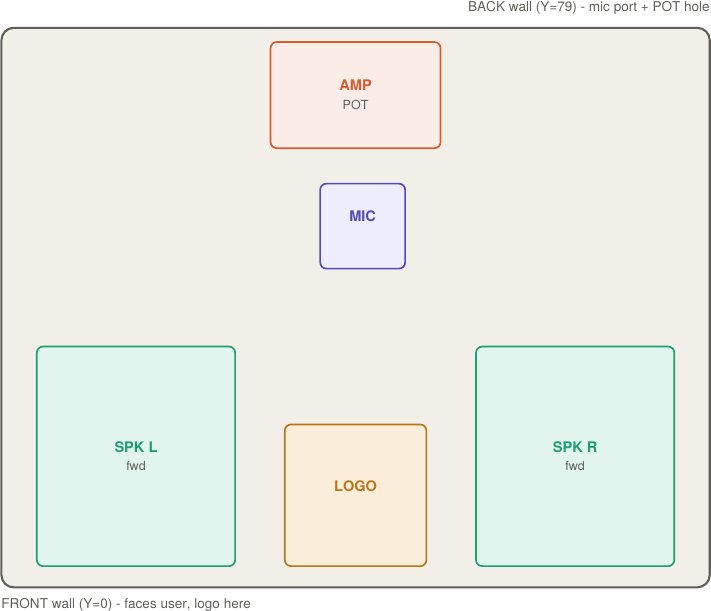 BACK wall (Y=79) - mic port + POT hole
AMP
POT
MIC
SPK L
fwd
SPK R
fwd
LOGO
FRONT wall (Y=0) - faces user, logo here